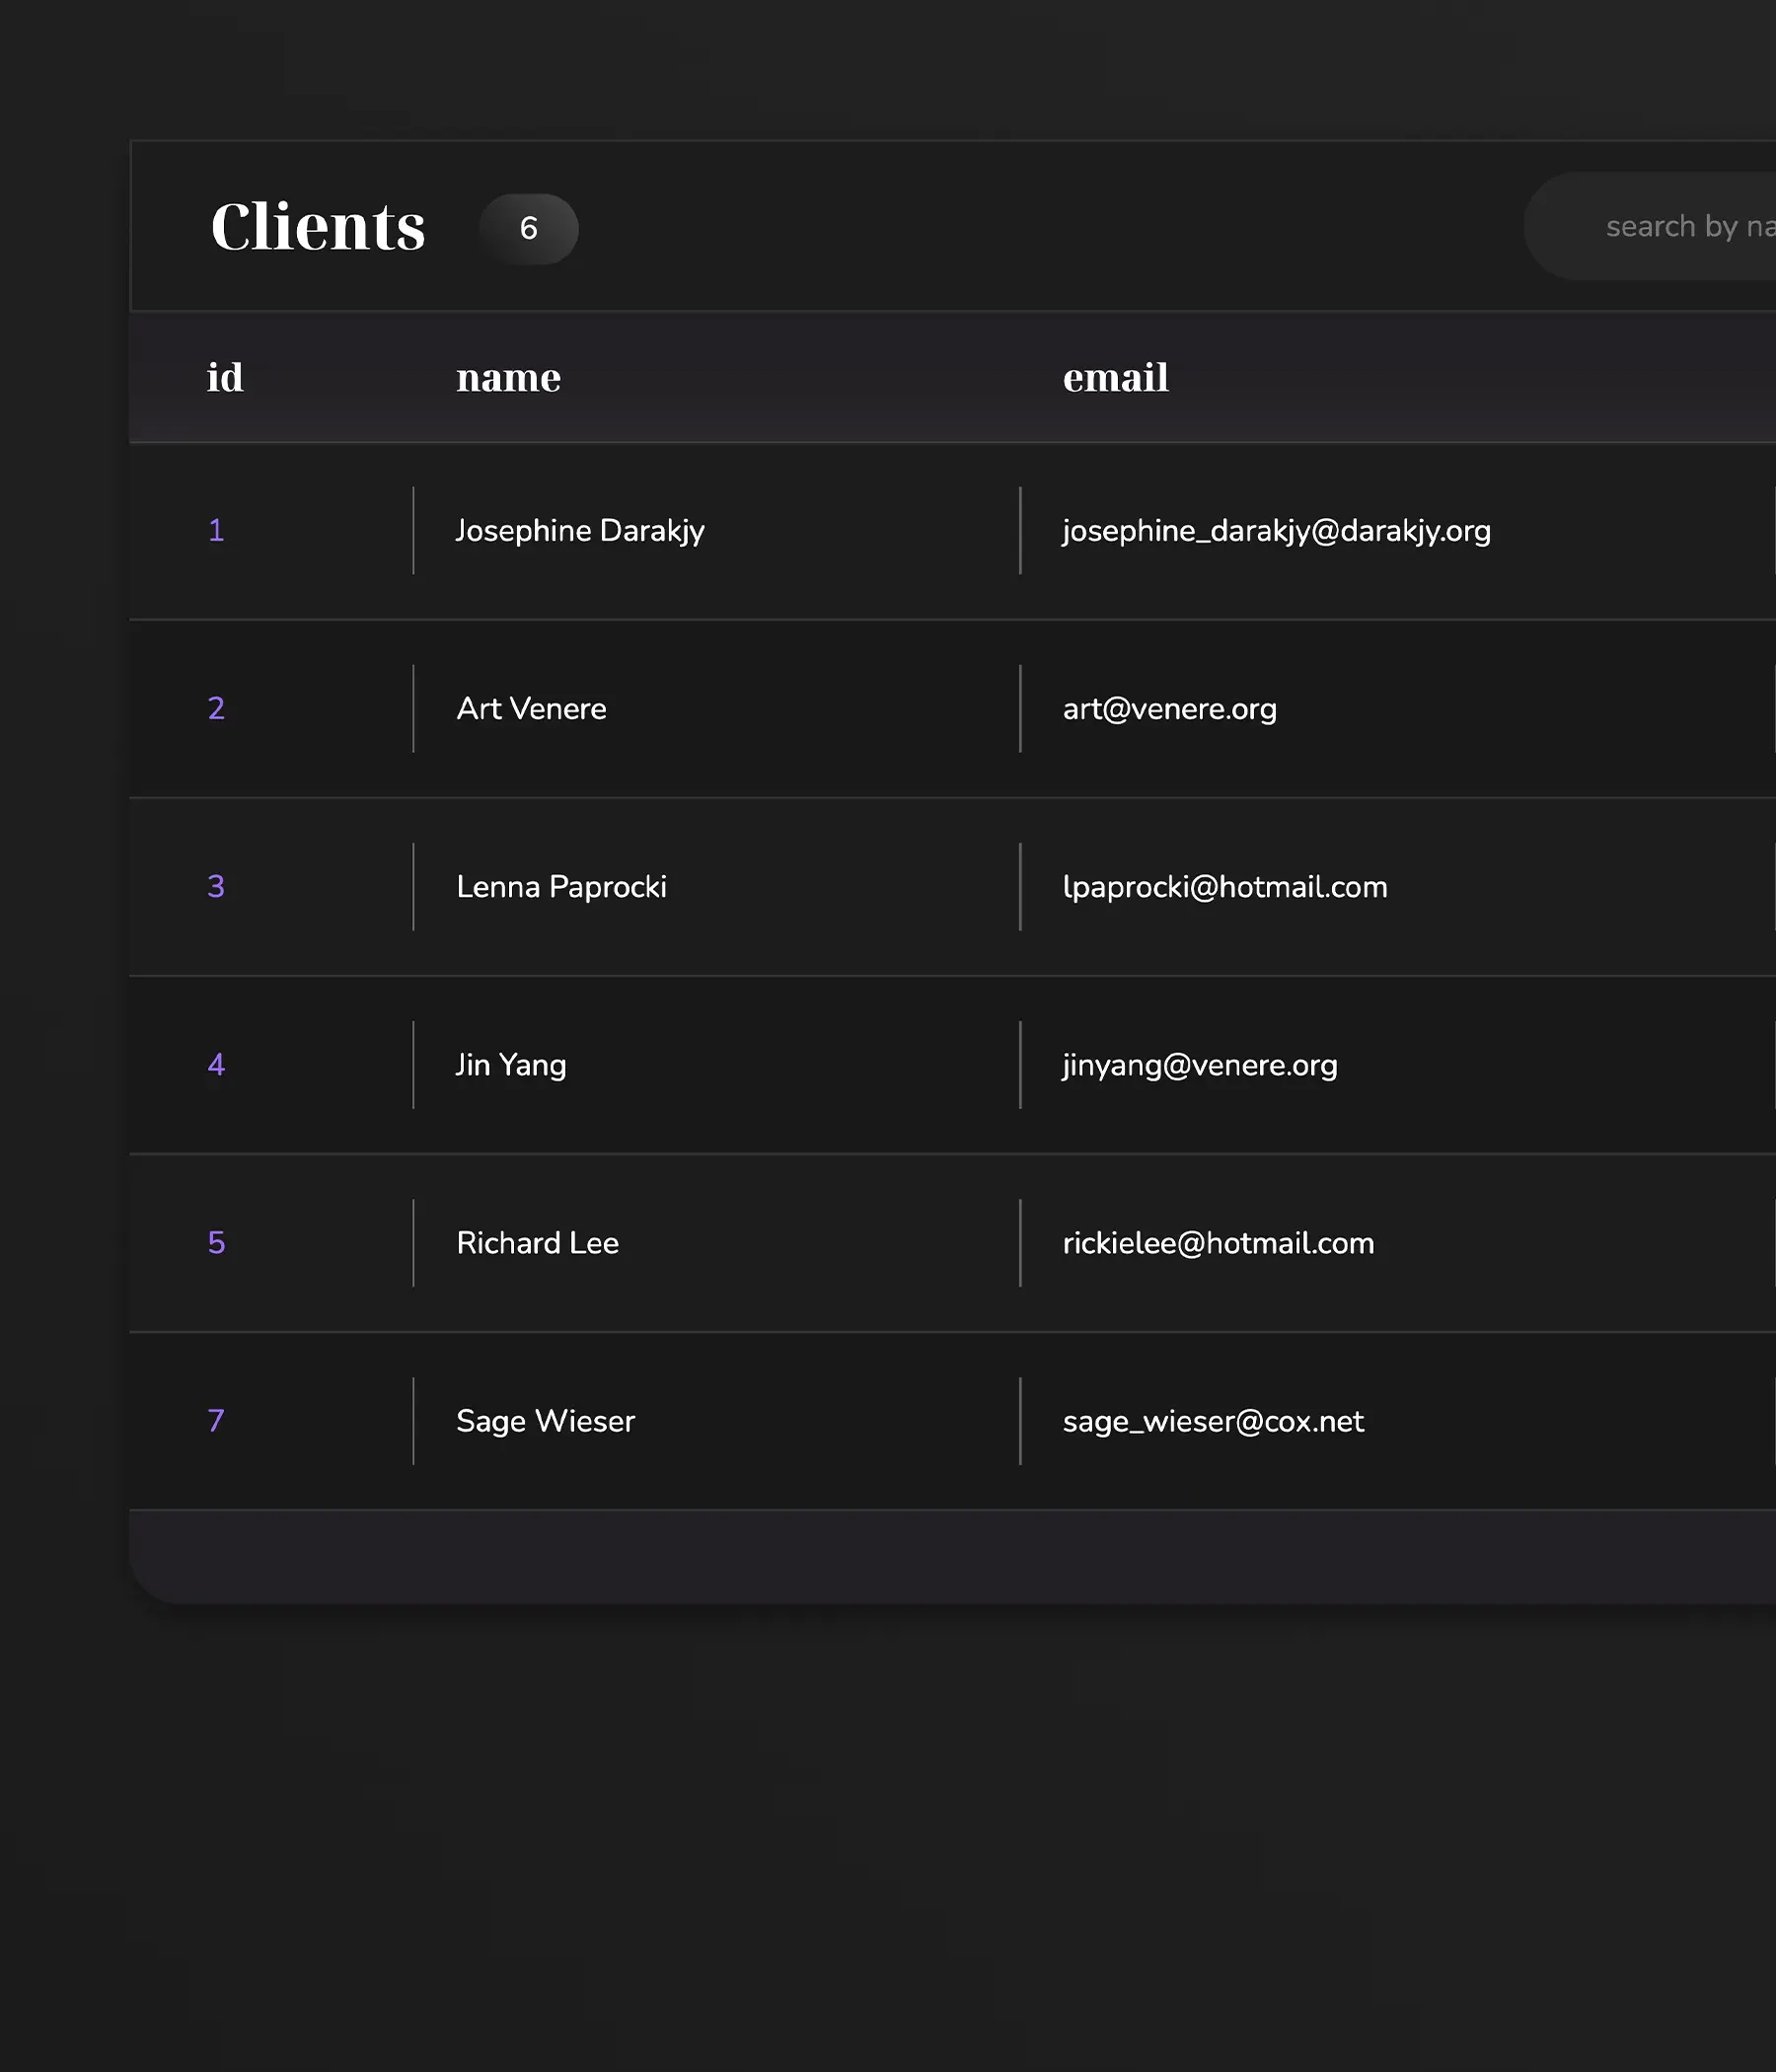 Clients 6 search by na
id name email
1 Josephine Darakjy josephine_darakjy@darakjy.org
2 Art Venere art@venere.org
3 Lenna Paprocki lpaprocki@hotmail.com
4 Jin Yang jinyang@venere.org
5 Richard Lee rickielee@hotmail.com
7 Sage Wieser sage_wieser@cox.net